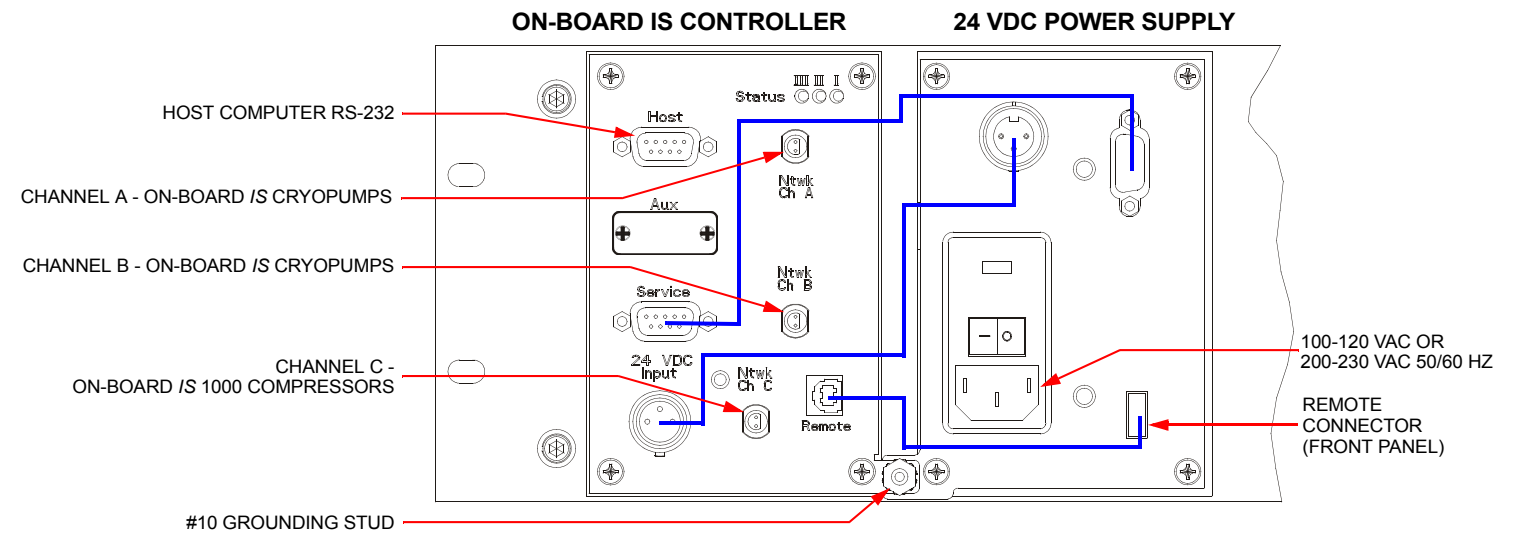 ON-BOARD IS CONTROLLER
24 VDC POWER SUPPLY
HOST COMPUTER RS-232
CHANNEL A - ON-BOARD IS CRYOPUMPS
CHANNEL B - ON-BOARD IS CRYOPUMPS
CHANNEL C -
ON-BOARD IS 1000 COMPRESSORS
#10 GROUNDING STUD
IIII III I
Status
Host
Ntwk
Ch A
Aux
Ntwk
Ch B
Service
24 VDC
Input
Ntwk
Ch C
Remote
100-120 VAC OR
200-230 VAC 50/60 HZ
REMOTE
CONNECTOR
(FRONT PANEL)